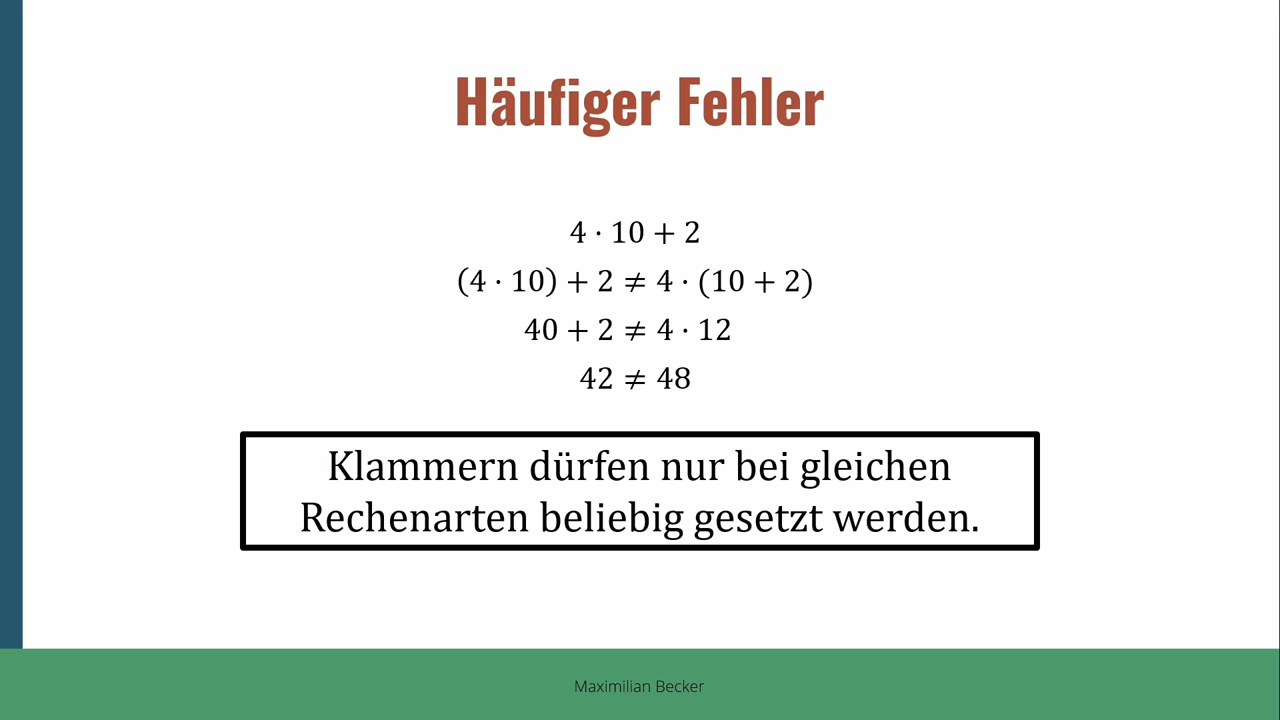 Häufiger Fehler
4 · 10 + 2
(4 · 10) + 2 ≠ 4 · (10 + 2)
40 + 2 ≠ 4 · 12
42 ≠ 48
Klammern dürfen nur bei gleichen
Rechenarten beliebig gesetzt werden.
Maximilian Becker